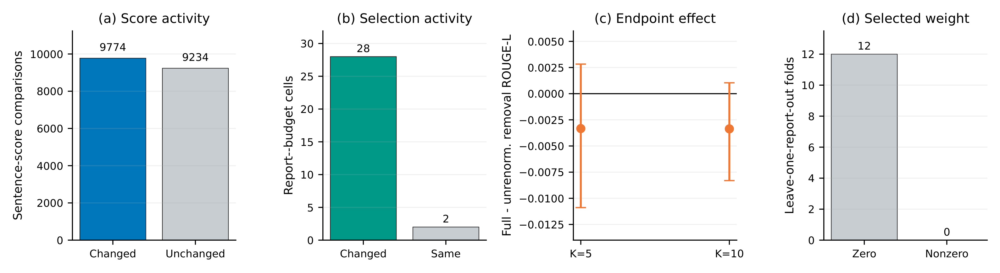 (a) Score activity
Sentence-score comparisons
10000
8000
6000
4000
2000
0
9774
9234
Changed
Unchanged
(b) Selection activity
Report--budget cells
30
25
20
15
10
5
0
28
2
Changed
Same
(c) Endpoint effect
Full - unrenorm. removal ROUGE-L
0.0050
0.0025
0.0000
−0.0025
−0.0050
−0.0075
−0.0100
−0.0125
K=5
K=10
(d) Selected weight
Leave-one-report-out folds
12
10
8
6
4
2
0
12
0
Zero
Nonzero